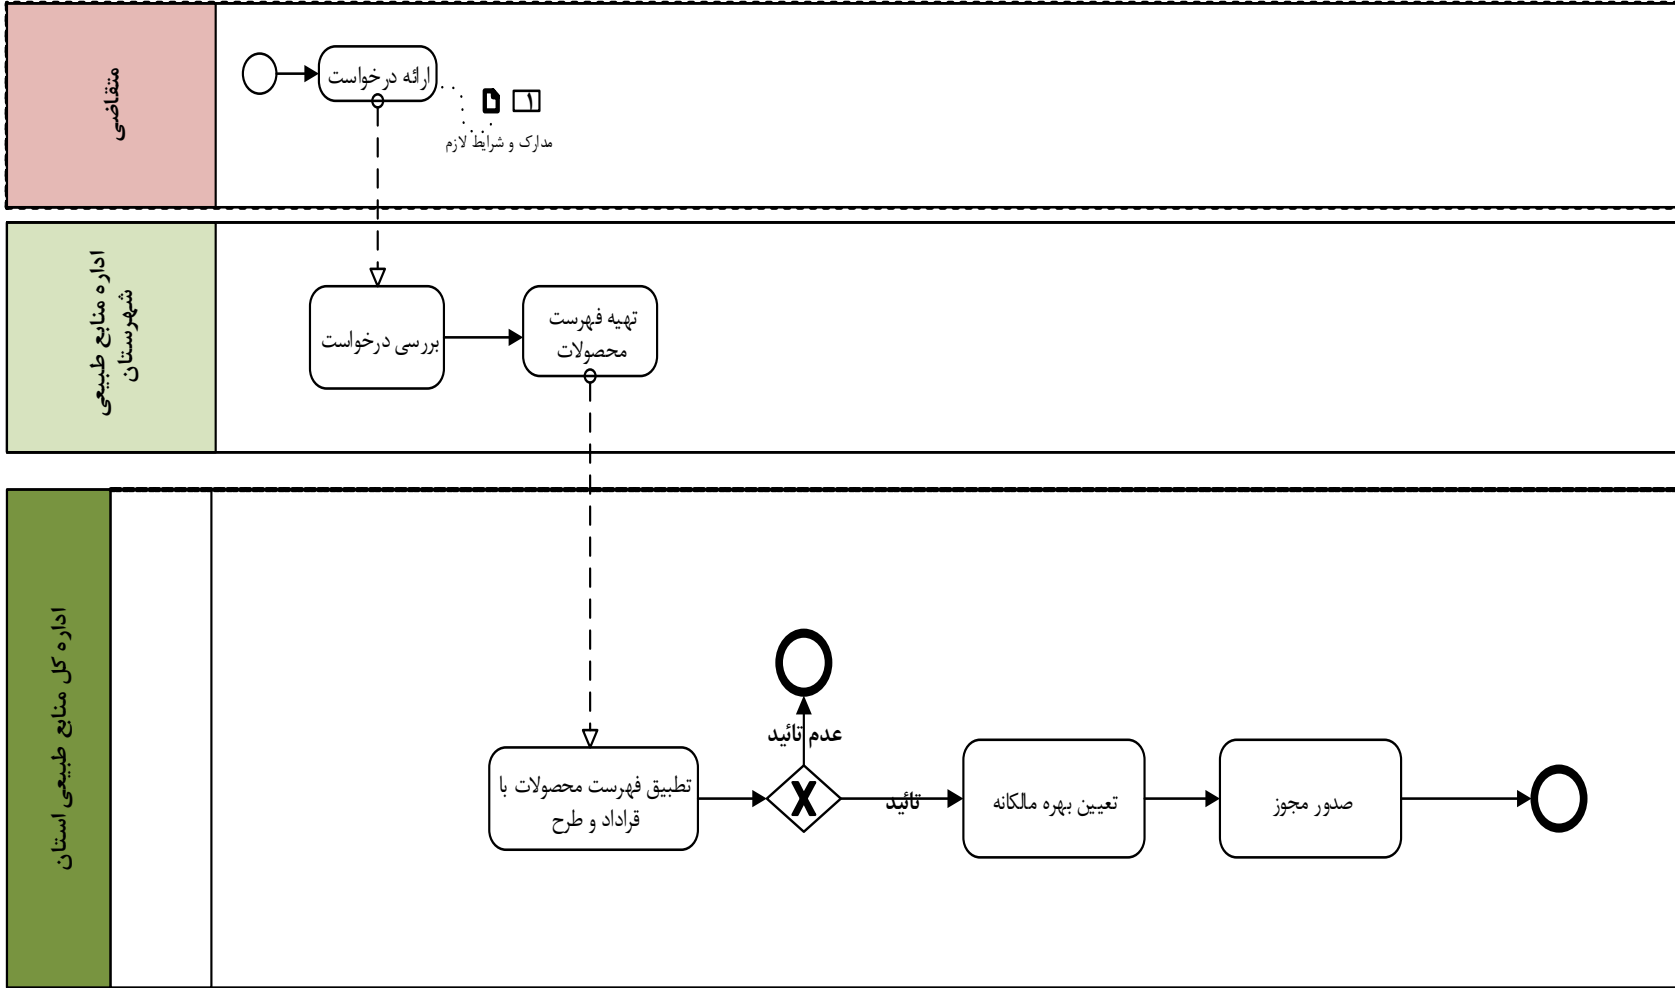 متقاضی
ارائه درخواست
۱
مدارک و شرایط لازم
اداره منابع طبیعی
شهرستان
بررسی درخواست
تهیه فهرست
محصولات
اداره کل منابع طبیعی استان
تطبیق فهرست محصولات با
قراداد و طرح
عدم تائید
X
تائید
تعیین بهره مالکانه
صدور مجوز